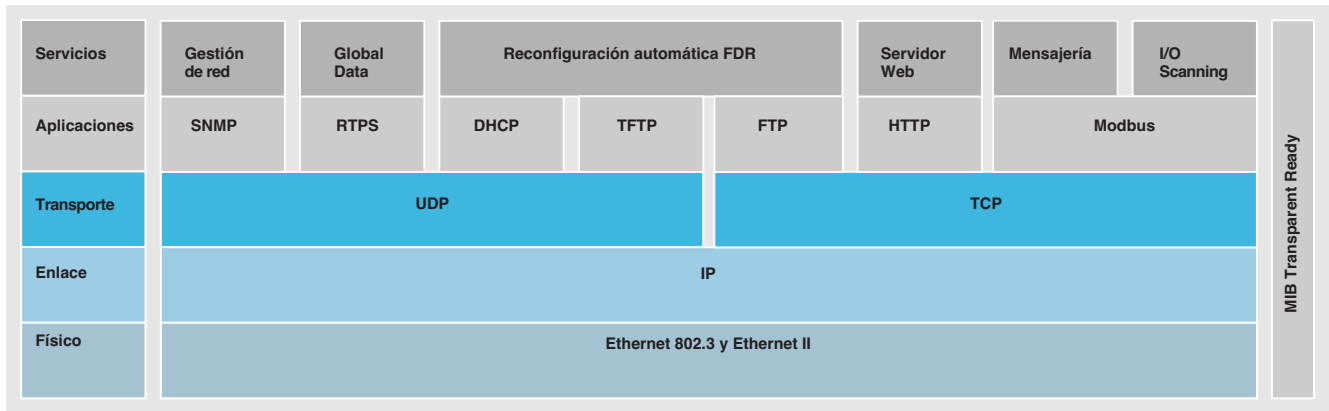 Servicios
Gestión
de red
Global
Data
Reconfiguración automática FDR
Servidor
Web
Mensajería
I/O
Scanning
Aplicaciones
SNMP
RTPS
DHCP
TFTP
FTP
HTTP
Modbus
Transporte
UDP
TCP
Enlace
IP
Físico
Ethernet 802.3 y Ethernet II
MIB Transparent Ready